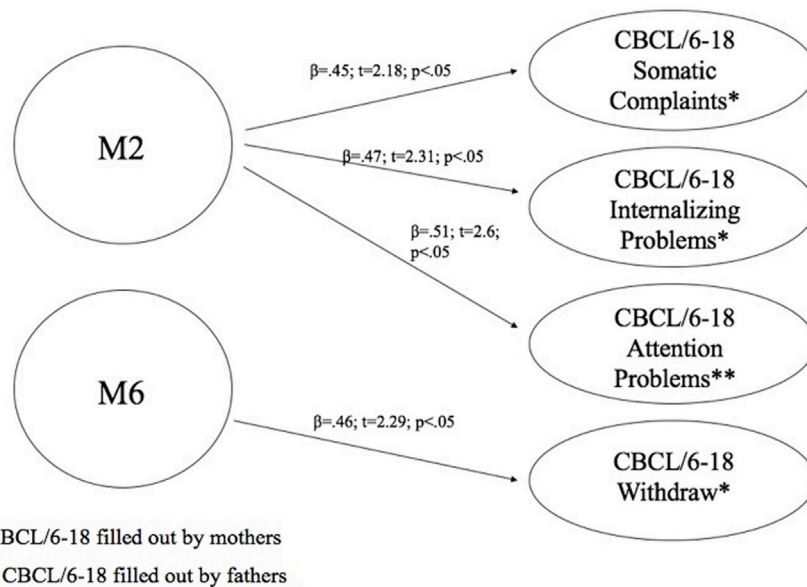 M2
β=.45; t=2.18; p<.05
CBCL/6-18
Somatic
Complaints*
β=.47; t=2.31; p<.05
CBCL/6-18
Internalizing
Problems*
β=.51; t=2.6;
p<.05
CBCL/6-18
Attention
Problems**
M6
β=.46; t=2.29; p<.05
CBCL/6-18
Withdraw*
BCL/6-18 filled out by mothers
CBCL/6-18 filled out by fathers